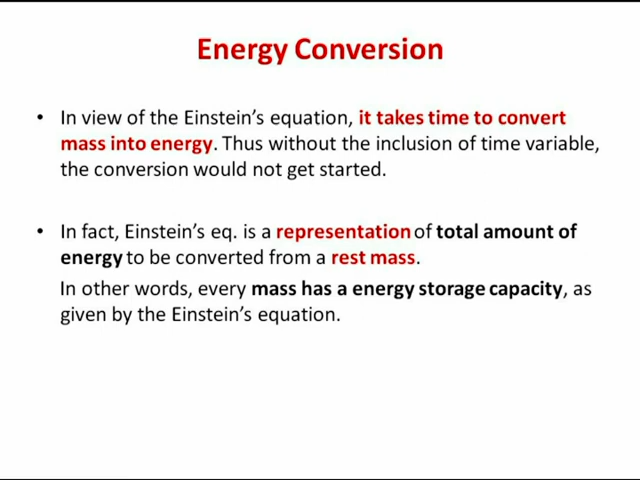 Energy Conversion
• In view of the Einstein's equation, it takes time to convert
mass into energy. Thus without the inclusion of time variable,
the conversion would not get started.
• In fact, Einstein's eq. is a representation of total amount of
energy to be converted from a rest mass.
In other words, every mass has a energy storage capacity, as
given by the Einstein's equation.